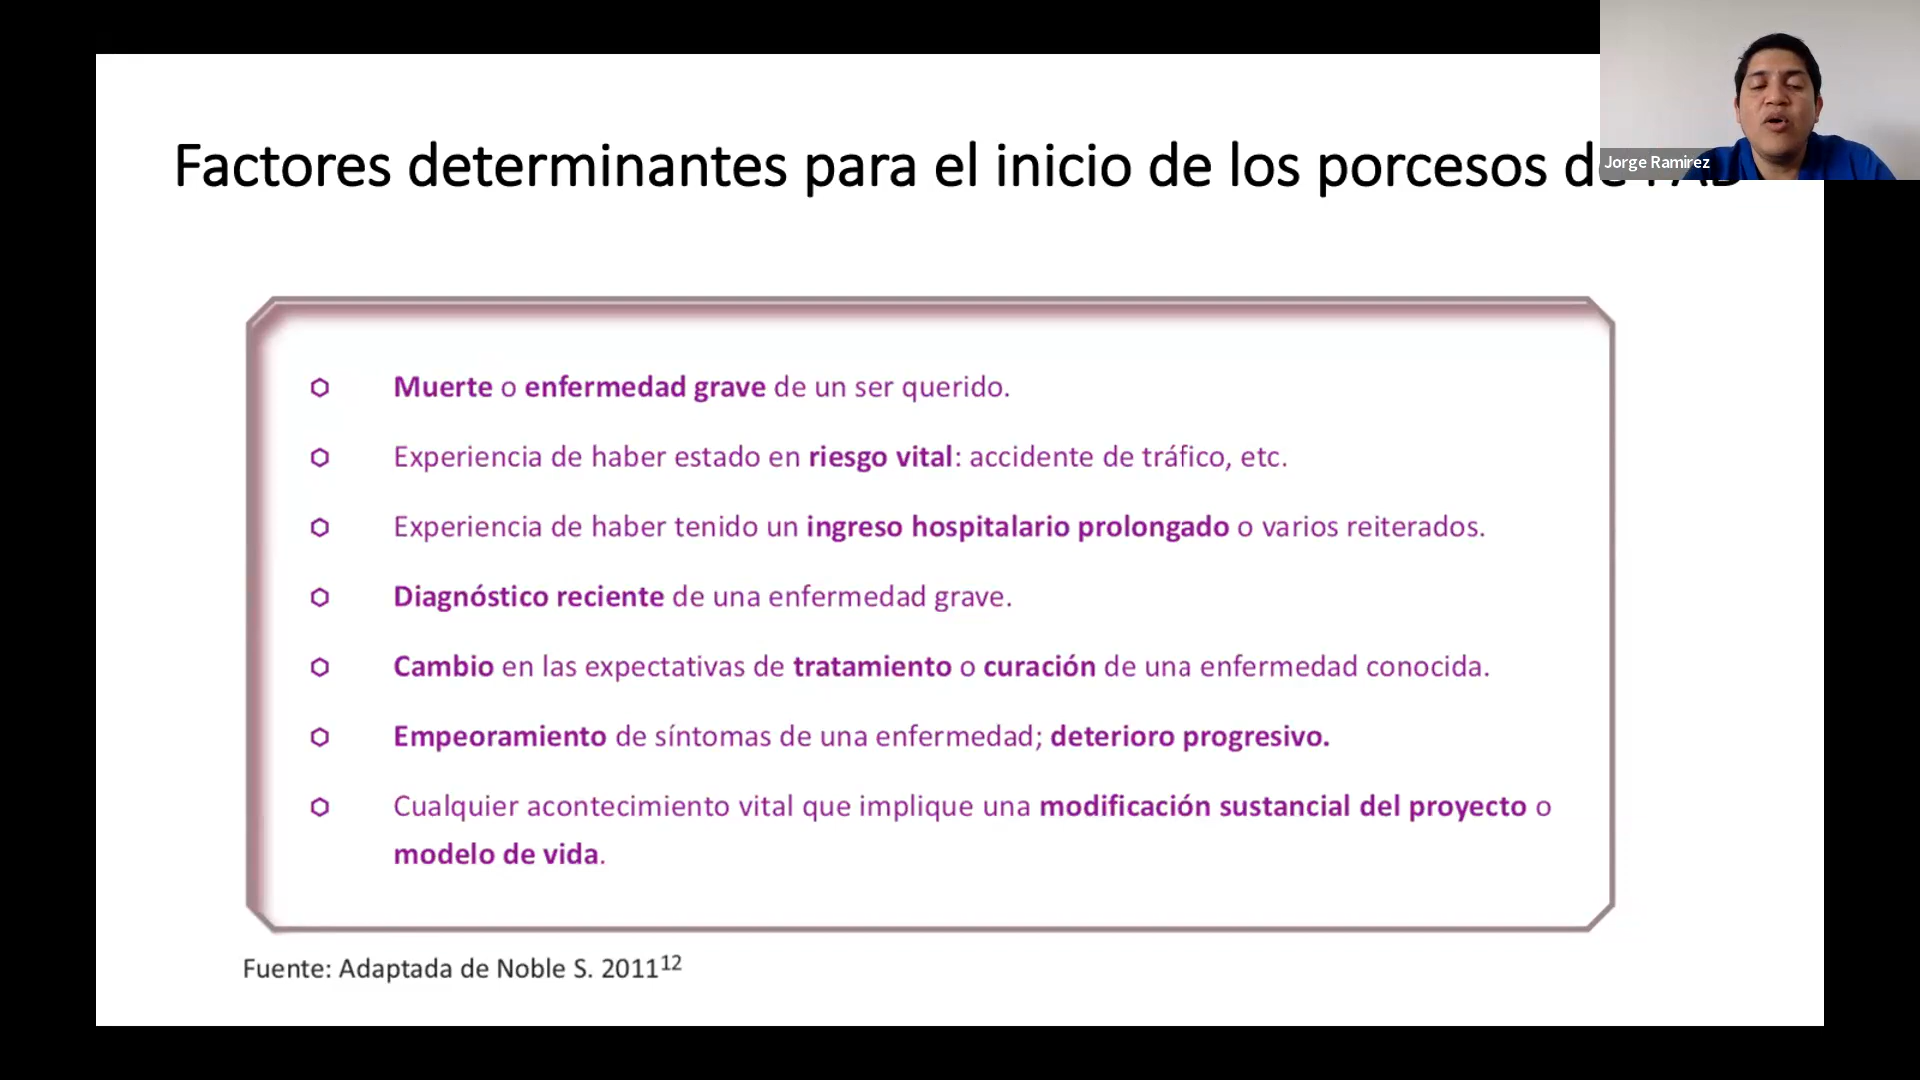 Factores determinantes para el inicio de los porcesos de PAD
Jorge Ramirez
Muerte o enfermedad grave de un ser querido.
Experiencia de haber estado en riesgo vital: accidente de tráfico, etc.
Experiencia de haber tenido un ingreso hospitalario prolongado o varios reiterados.
Diagnóstico reciente de una enfermedad grave.
Cambio en las expectativas de tratamiento o curación de una enfermedad conocida.
Empeoramiento de síntomas de una enfermedad; deterioro progresivo.
Cualquier acontecimiento vital que implique una modificación sustancial del proyecto o
modelo de vida.
Fuente: Adaptada de Noble S. 2011¹²